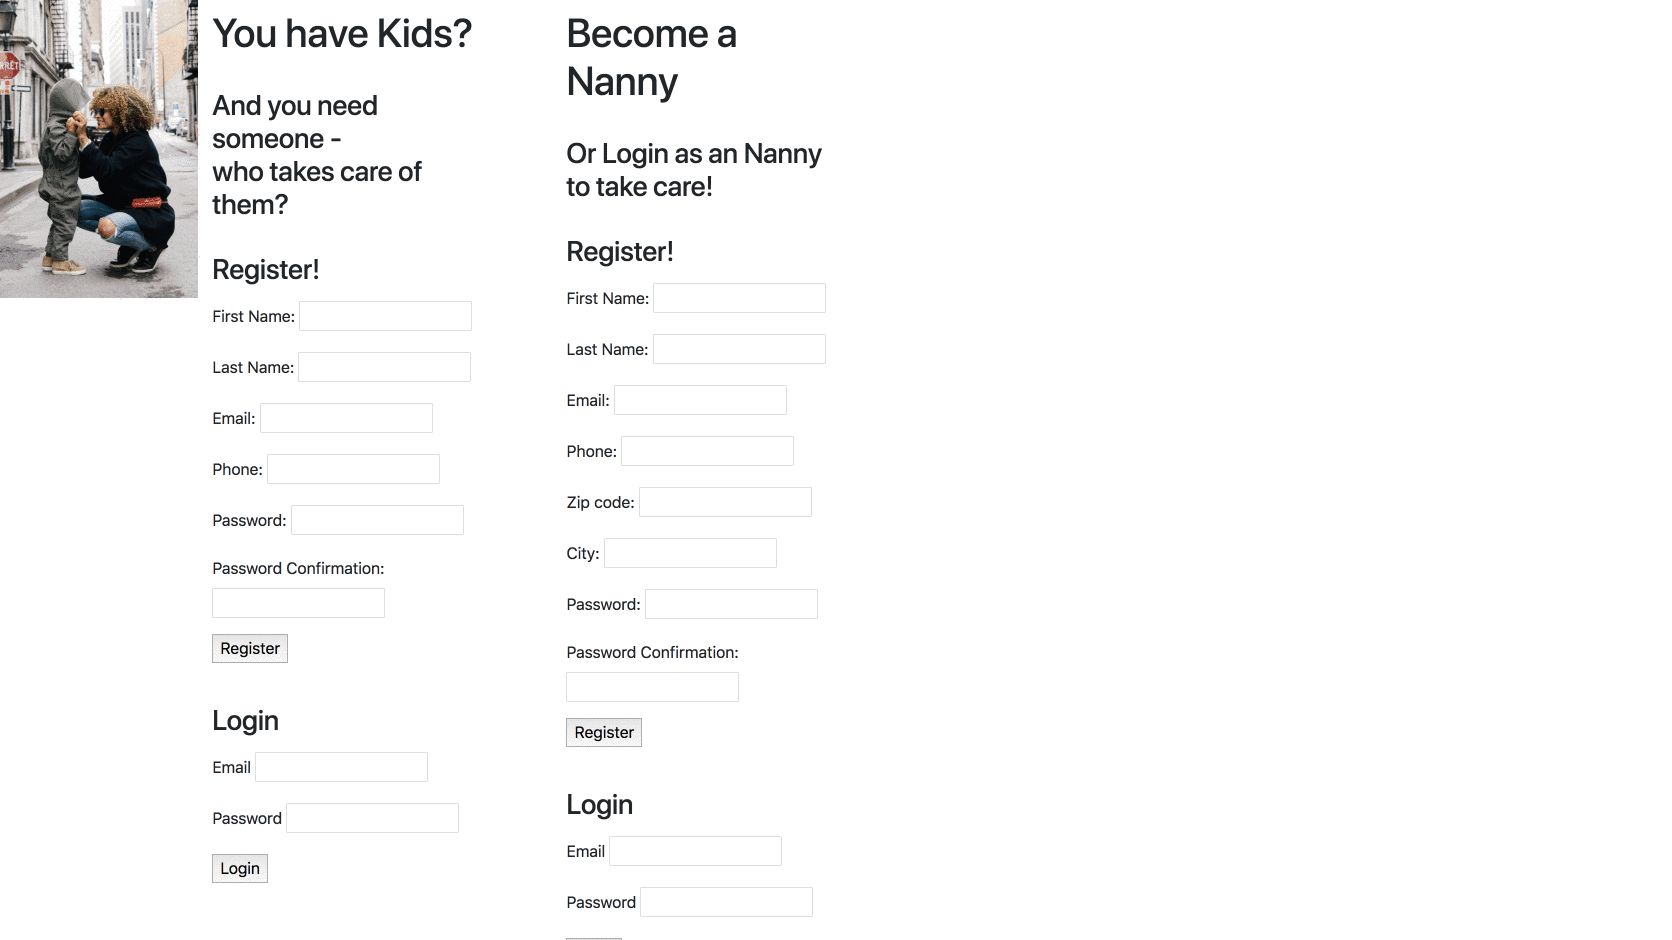 You have Kids?
And you need
someone -
who takes care of
them?
Register!
First Name:
Last Name:
Email:
Phone:
Password:
Password Confirmation:
Register
Login
Email
Password
Login
Become a
Nanny
Or Login as an Nanny
to take care!
Register!
First Name:
Last Name:
Email:
Phone:
Zip code:
City:
Password:
Password Confirmation:
Register
Login
Email
Password